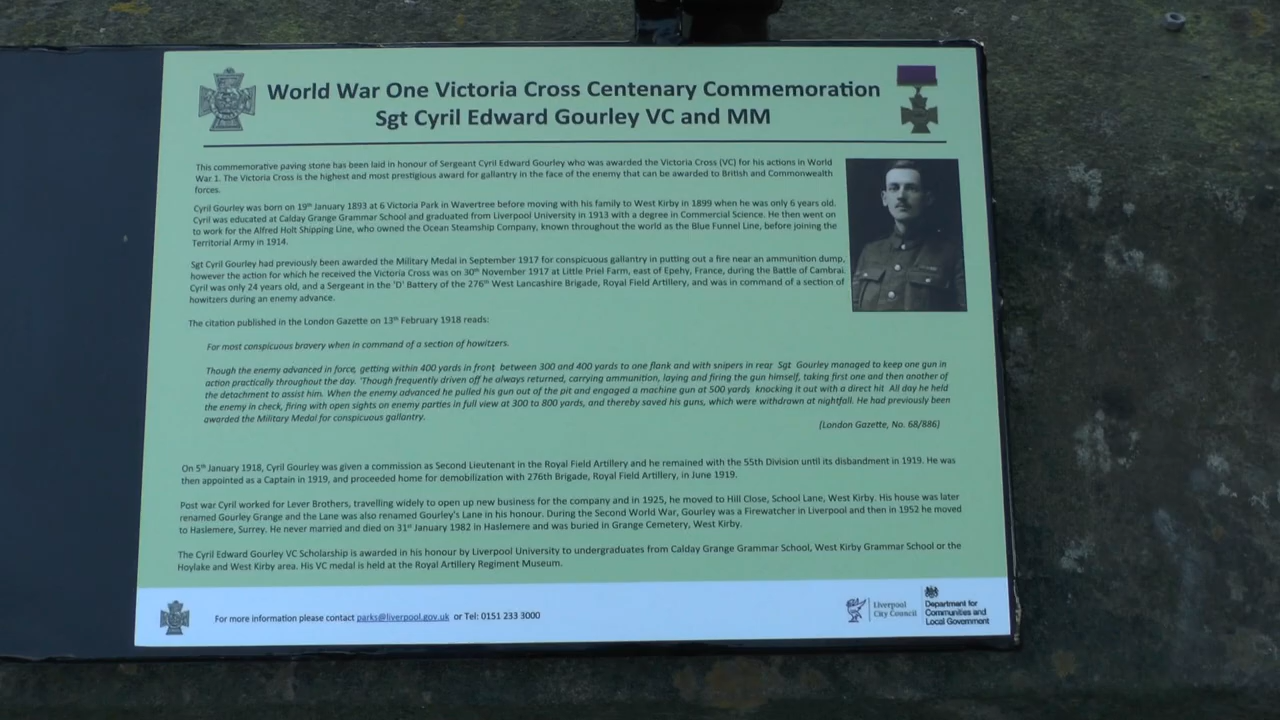 World War One Victoria Cross Centenary Commemoration
Sgt Cyril Edward Gourley VC and MM
This commemorative paving stone has been laid in honour of Sergeant Cyril Edward Gourley who was awarded the Victoria Cross (VC) for his actions in World
War 1. The Victoria Cross is the highest and most prestigious award for gallantry in the face of the enemy that can be awarded to British and Commonwealth
forces.
Cyril Gourley was born on 19th January 1893 at 6 Victoria Park in Wavertree before moving with his family to West Kirby in 1899 when he was only 6 years old.
Cyril was educated at Calday Grange Grammar School and graduated from Liverpool University in 1913 with a degree in Commercial Science. He then went on
to work for the Alfred Holt Shipping Line, who owned the Ocean Steamship Company, known throughout the world as the Blue Funnel Line, before joining the
Territorial Army in 1914.
Sgt Cyril Gourley had previously been awarded the Military Medal in September 1917 for conspicuous gallantry in putting out a fire near an ammunition dump,
however the action for which he received the Victoria Cross was on 30th November 1917 at Little Priel Farm, east of Epehy, France, during the Battle of Cambrai.
Cyril was only 24 years old, and a Sergeant in the 'D' Battery of the 276th West Lancashire Brigade, Royal Field Artillery, and was in command of a section of
howitzers during an enemy advance.
The citation published in the London Gazette on 13th February 1918 reads:
For most conspicuous bravery when in command of a section of howitzers.
Though the enemy advanced in force, getting within 400 yards in front between 300 and 400 yards to one flank and with snipers in rear, Sgt Gourley managed to keep one gun in
action practically throughout the day. 'Though frequently driven off he always returned, carrying ammunition, laying and firing the gun himself, taking first one and then another of
the detachment to assist him. When the enemy advanced he pulled his gun out of the pit and engaged a machine gun at 500 yards knocking it out with a direct hit All day he held
the enemy in check, firing with open sights on enemy parties in full view at 300 to 800 yards, and thereby saved his guns, which were withdrawn at nightfall. He had previously been
awarded the Military Medal for conspicuous gallantry.
(London Gazette, No. 68/886)
On 5th January 1918, Cyril Gourley was given a commission as Second Lieutenant in the Royal Field Artillery and he remained with the 55th Division until its disbandment in 1919. He was
then appointed as a Captain in 1919, and proceeded home for demobilization with 276th Brigade, Royal Field Artillery, in June 1919.
Post war Cyril worked for Lever Brothers, travelling widely to open up new business for the company and in 1925, he moved to Hill Close, School Lane, West Kirby. His house was later
renamed Gourley Grange and the Lane was also renamed Gourley's Lane in his honour. During the Second World War, Gourley was a Firewatcher in Liverpool and then in 1952 he moved
to Haslemere, Surrey. He never married and died on 31st January 1982 in Haslemere and was buried in Grange Cemetery, West Kirby.
The Cyril Edward Gourley VC Scholarship is awarded in his honour by Liverpool University to undergraduates from Calday Grange Grammar School, West Kirby Grammar School or the
Hoylake and West Kirby area. His VC medal is held at the Royal Artillery Regiment Museum.
For more information please contact parks@liverpool.gov.uk or Tel: 0151 233 3000
Liverpool
City Council
Department for
Communities and
Local Government